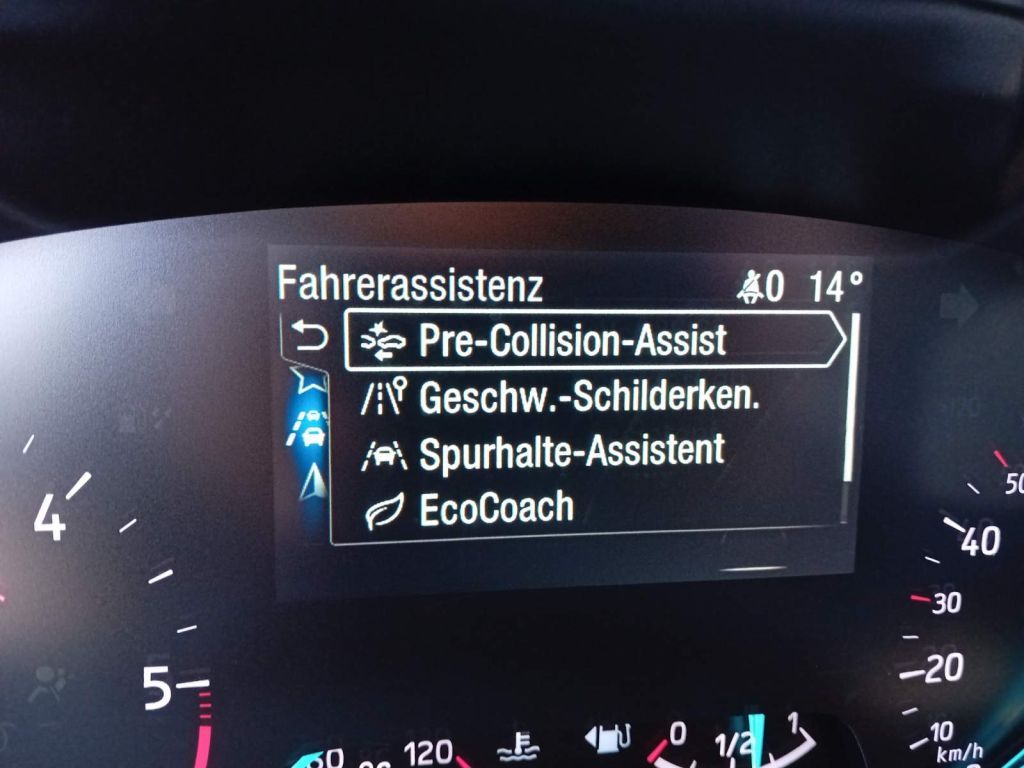 Fahrerassistenz 0 14°
Pre-Collision-Assist
Geschw.-Schilderken.
Spurhalte-Assistent
EcoCoach
4
5
50
40
30
20
10
km/h
120
0 1/2 1